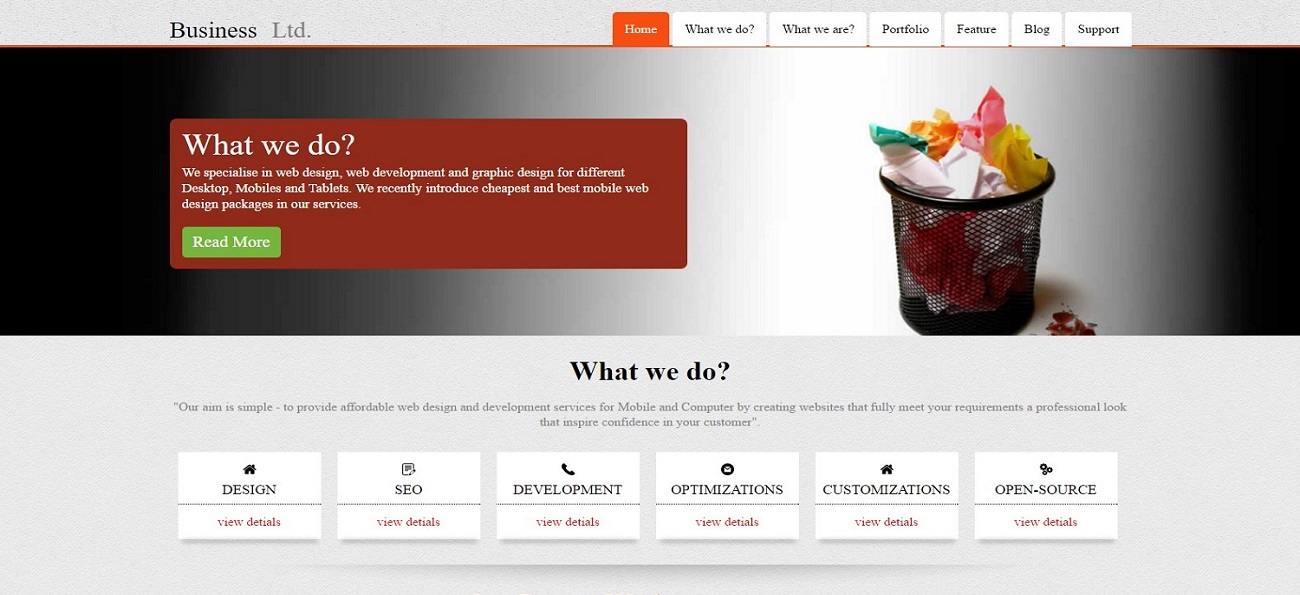 Business Ltd.
Home What we do? What we are? Portfolio Feature Blog Support
What we do?
We specialise in web design, web development and graphic design for different
Desktop, Mobiles and Tablets. We recently introduce cheapest and best mobile web
design packages in our services.
Read More
What we do?
"Our aim is simple - to provide affordable web design and development services for Mobile and Computer by creating websites that fully meet your requirements a professional look
that inspire confidence in your customer".
DESIGN SEO DEVELOPMENT OPTIMIZATIONS CUSTOMIZATIONS OPEN-SOURCE
view detials view detials view detials view detials view detials view detials